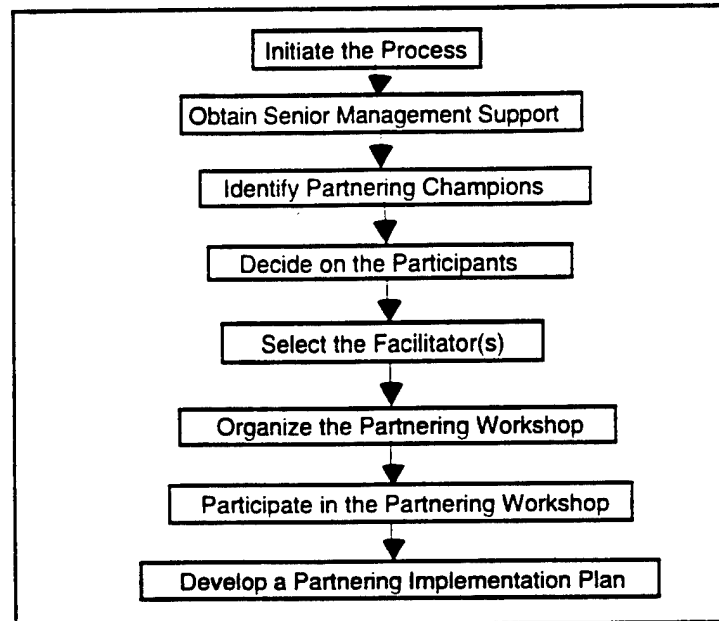 Initiate the Process
Obtain Senior Management Support
Identify Partnering Champions
Decide on the Participants
Select the Facilitator(s)
Organize the Partnering Workshop
Participate in the Partnering Workshop
Develop a Partnering Implementation Plan